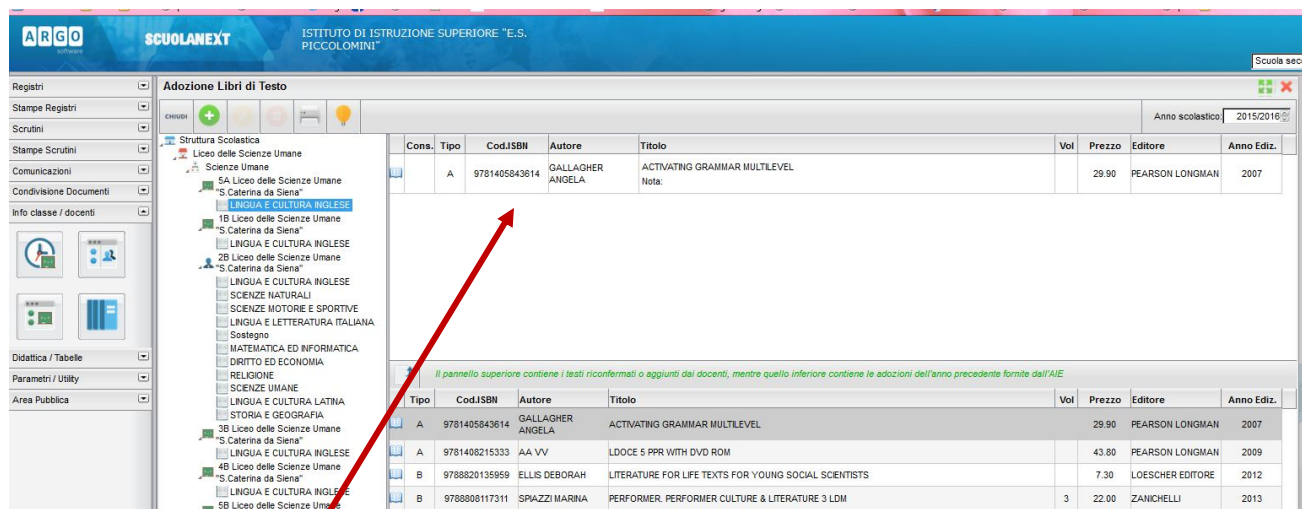 ARGO
software
SCUOLANEXT
ISTITUTO DI ISTRUZIONE SUPERIORE "E.S.
PICCOLOMINI"
Scuola sec
Registri
Stampe Registri
Scrutini
Stampe Scrutini
Comunicazioni
Condivisione Documenti
Info classe / docenti
Didattica / Tabelle
Parametri / Utility
Area Pubblica
Adozione Libri di Testo
CHIUDI
Anno scolastico: 2015/2016
Struttura Scolastica
Liceo delle Scienze Umane
Scienze Umane
5A Liceo delle Scienze Umane
"S.Caterina da Siena"
LINGUA E CULTURA INGLESE
1B Liceo delle Scienze Umane
"S.Caterina da Siena"
LINGUA E CULTURA INGLESE
2B Liceo delle Scienze Umane
"S.Caterina da Siena"
LINGUA E CULTURA INGLESE
SCIENZE NATURALI
SCIENZE MOTORIE E SPORTIVE
LINGUA E LETTERATURA ITALIANA
Sostegno
MATEMATICA ED INFORMATICA
DIRITTO ED ECONOMIA
RELIGIONE
SCIENZE UMANE
LINGUA E CULTURA LATINA
STORIA E GEOGRAFIA
3B Liceo delle Scienze Umane
"S.Caterina da Siena"
LINGUA E CULTURA INGLESE
4B Liceo delle Scienze Umane
"S.Caterina da Siena"
LINGUA E CULTURA INGLESE
5B Liceo delle Scienze Umane
Cons. Tipo Cod.ISBN Autore Titolo Vol Prezzo Editore Anno Ediz.
A 9781405843614 GALLAGHER ANGELA ACTIVATING GRAMMAR MULTILEVEL 29.90 PEARSON LONGMAN 2007
Nota:
Il pannello superiore contiene i testi riconfermati o aggiunti dai docenti, mentre quello inferiore contiene le adozioni dell'anno precedente fornite dall'AIE
Tipo Cod.ISBN Autore Titolo Vol Prezzo Editore Anno Ediz.
A 9781405843614 GALLAGHER ANGELA ACTIVATING GRAMMAR MULTILEVEL 29.90 PEARSON LONGMAN 2007
A 9781408215333 AA VV LDOCE 5 PPR WITH DVD ROM 43.80 PEARSON LONGMAN 2009
B 9788820135959 ELLIS DEBORAH LITERATURE FOR LIFE TEXTS FOR YOUNG SOCIAL SCIENTISTS 7.30 LOESCHER EDITORE 2012
B 9788808117311 SPIAZZI MARINA PERFORMER. PERFORMER CULTURE & LITERATURE 3 LDM 3 22.00 ZANICHELLI 2013